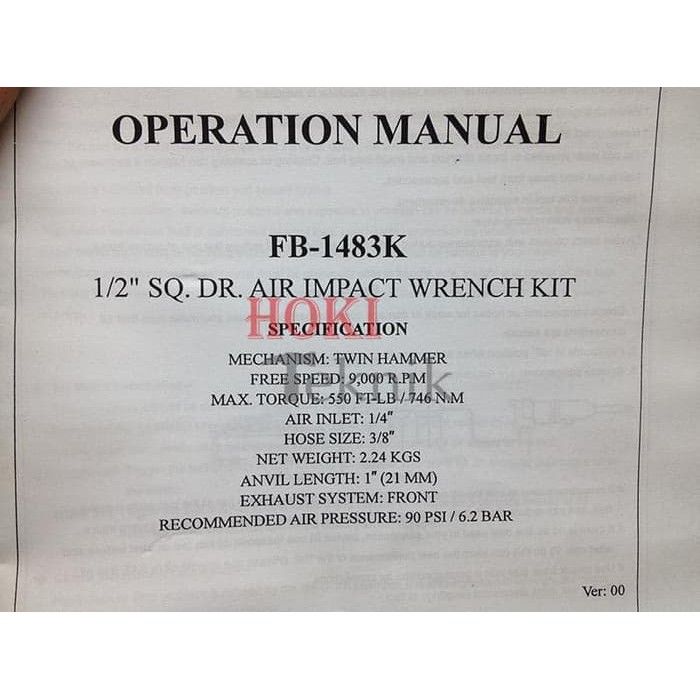 OPERATION MANUAL
FB-1483K
1/2" SQ. DR. AIR IMPACT WRENCH KIT
HOKI
SPECIFICATION
MECHANISM: TWIN HAMMER
Teknik
FREE SPEED: 9,000 R.P.M
MAX. TORQUE: 550 FT-LB / 746 N.M
AIR INLET: 1/4"
HOSE SIZE: 3/8"
NET WEIGHT: 2.24 KGS
ANVIL LENGTH: 1" (21 MM)
EXHAUST SYSTEM: FRONT
RECOMMENDED AIR PRESSURE: 90 PSI / 6.2 BAR
Ver: 00